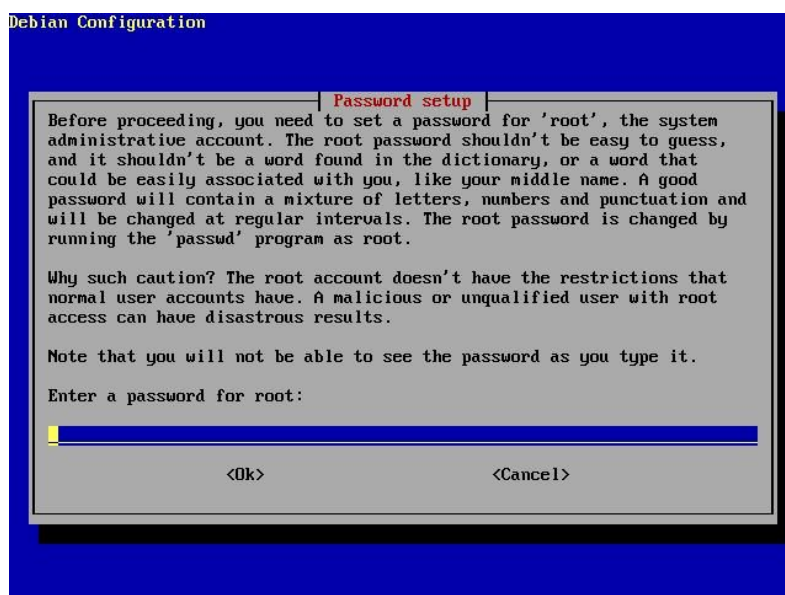 Debian Configuration
Password setup
Before proceeding, you need to set a password for 'root', the system
administrative account. The root password shouldn't be easy to guess,
and it shouldn't be a word found in the dictionary, or a word that
could be easily associated with you, like your middle name. A good
password will contain a mixture of letters, numbers and punctuation and
will be changed at regular intervals. The root password is changed by
running the 'passwd' program as root.
Why such caution? The root account doesn't have the restrictions that
normal user accounts have. A malicious or unqualified user with root
access can have disastrous results.
Note that you will not be able to see the password as you type it.
Enter a password for root:
<Ok> <Cancel>